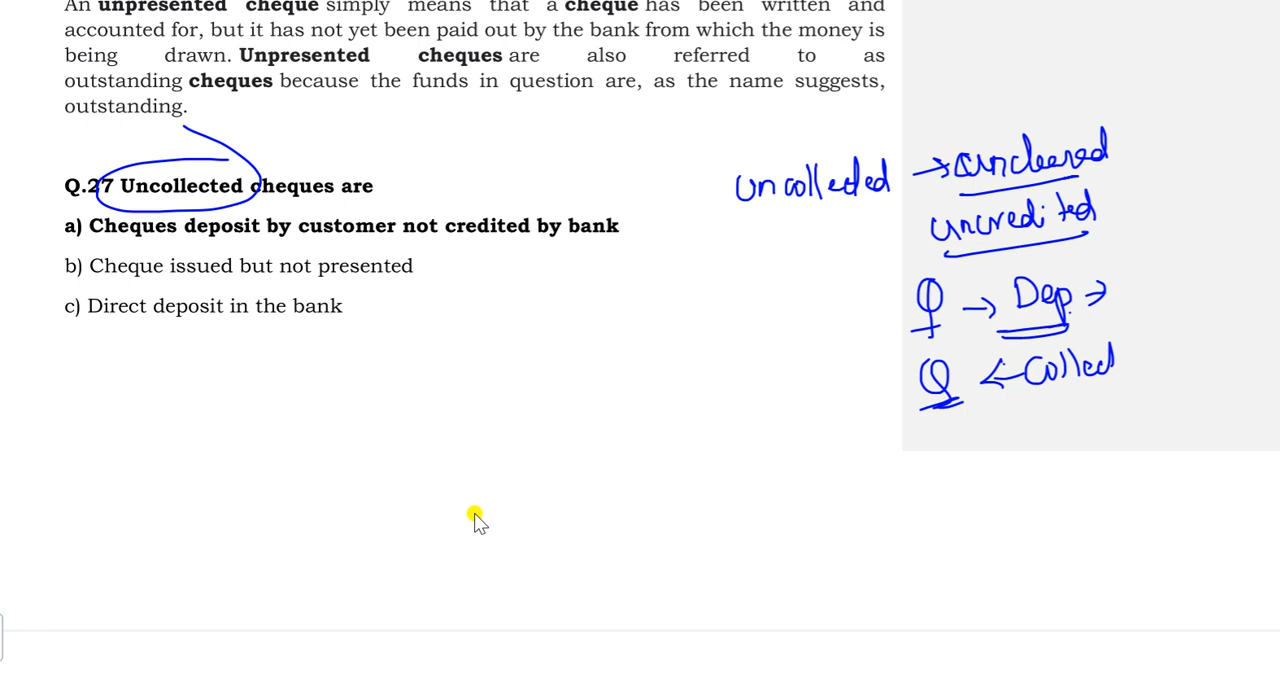 An unpresented cheque simply means that a cheque has been written and
accounted for, but it has not yet been paid out by the bank from which the money is
being drawn. Unpresented cheques are also referred to as
outstanding cheques because the funds in question are, as the name suggests,
outstanding.
Q.27 Uncollected cheques are
a) Cheques deposit by customer not credited by bank
b) Cheque issued but not presented
c) Direct deposit in the bank
uncollected → uncleared
uncredited
→ Dep. →
← Collect